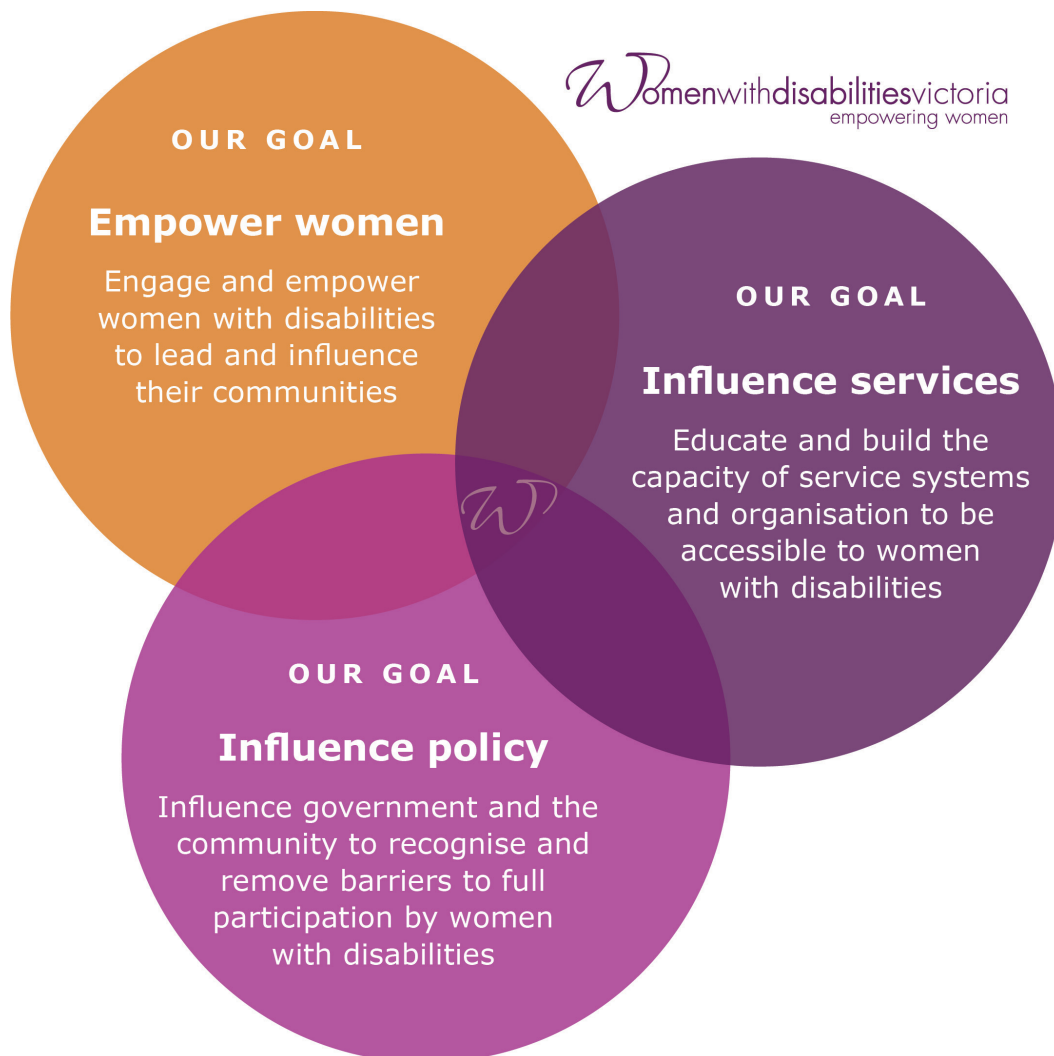 Womenwithdisabilitiesvictoria
empowering women
OUR GOAL
Empower women
Engage and empower
women with disabilities
to lead and influence
their communities
OUR GOAL
Influence services
Educate and build the
capacity of service systems
and organisation to be
accessible to women
with disabilities
W
OUR GOAL
Influence policy
Influence government and the
community to recognise and
remove barriers to full
participation by women
with disabilities